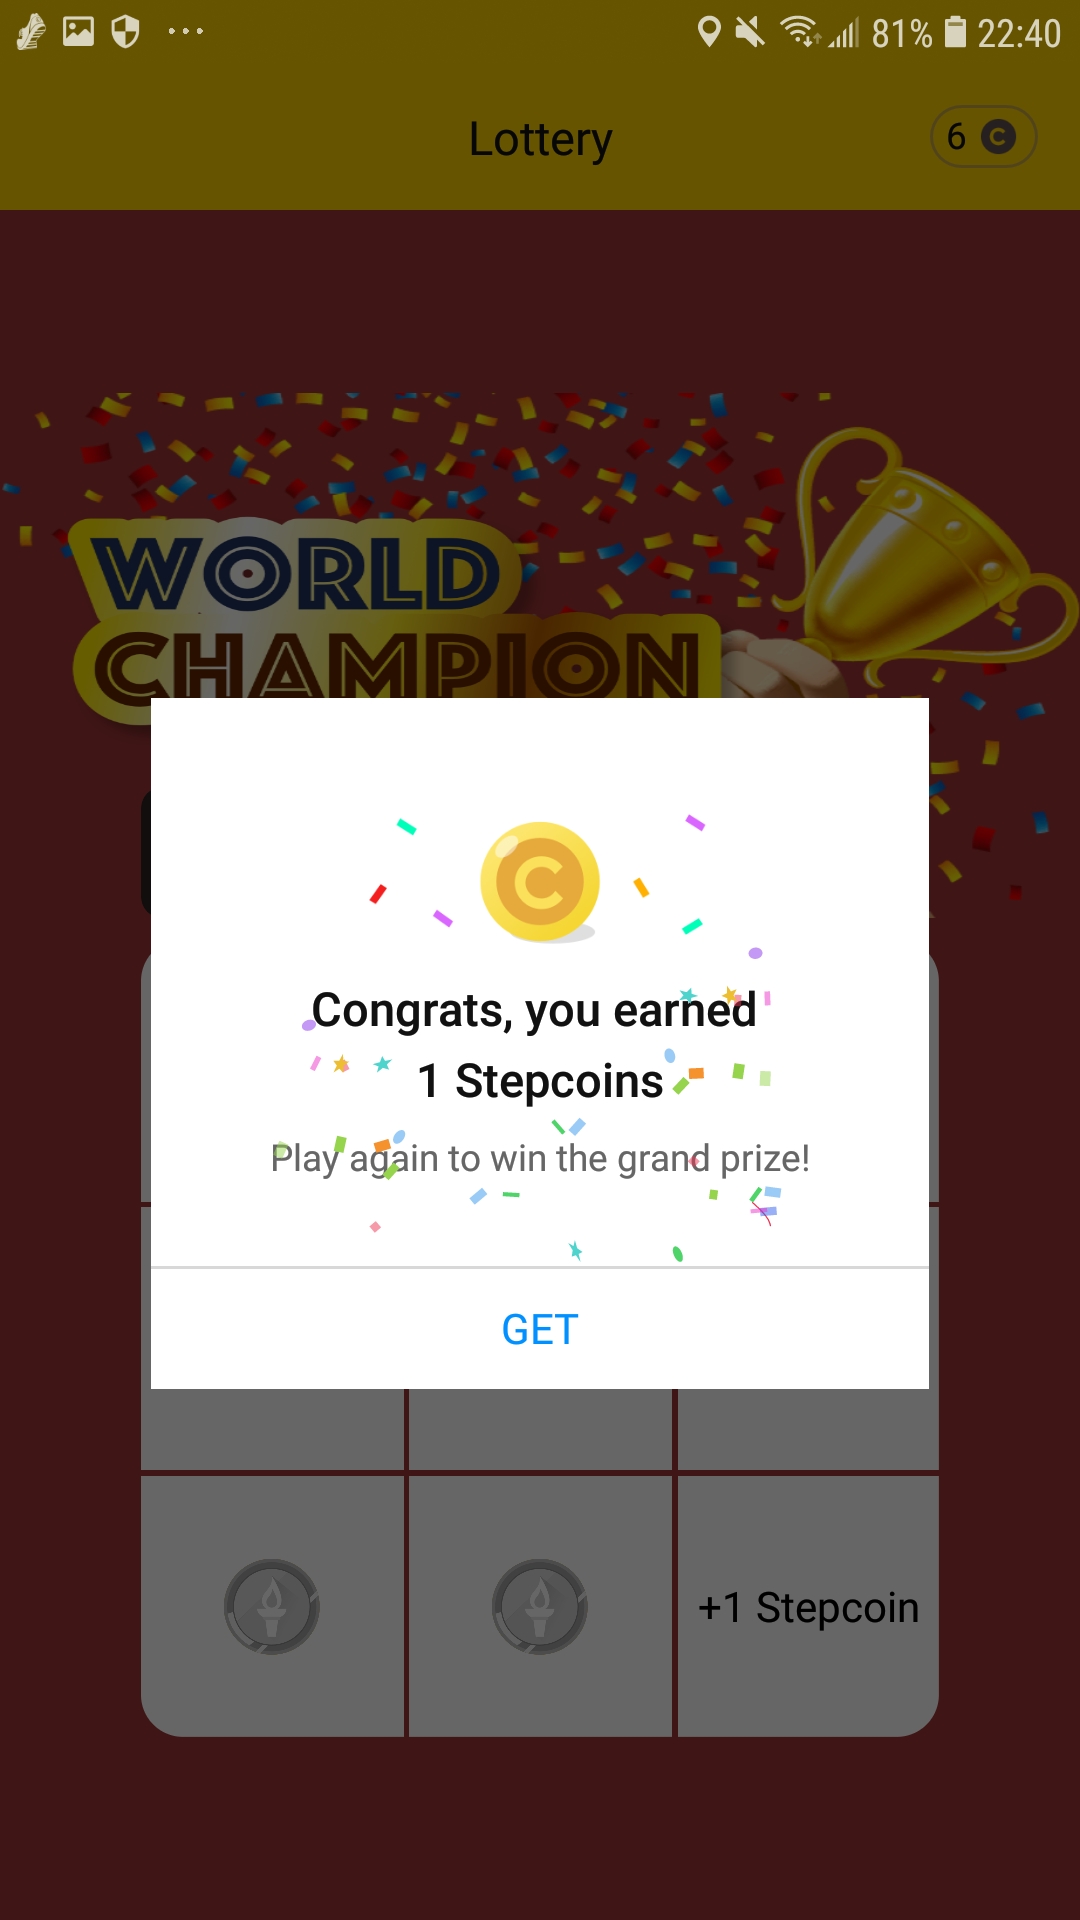 81% 22:40
Lottery
6 C
WORLD
CHAMPION
C
Congrats, you earned
1 Stepcoins
Play again to win the grand prize!
GET
+1 Stepcoin